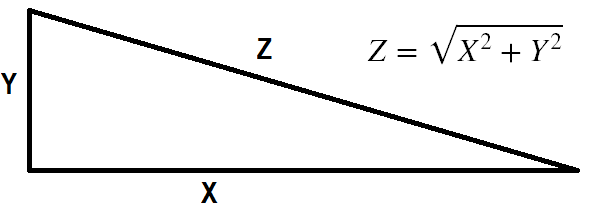 Z
Z = √X² + Y²
Y
X